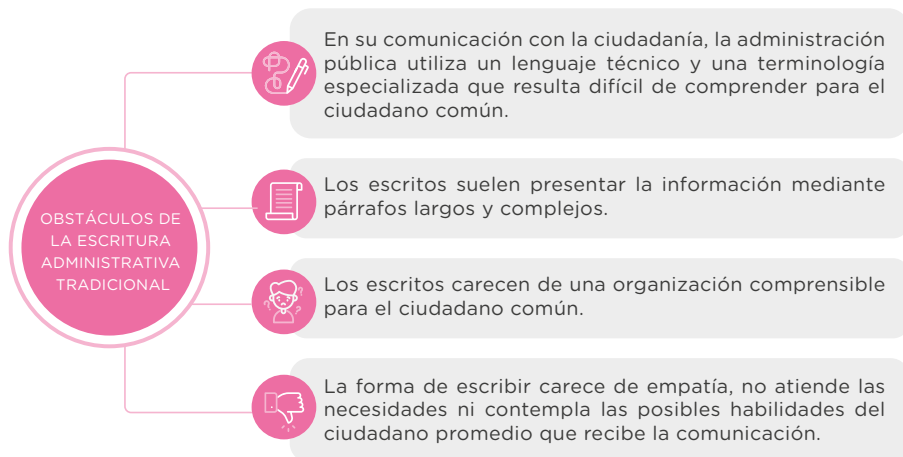 OBSTÁCULOS DE
LA ESCRITURA
ADMINISTRATIVA
TRADICIONAL
En su comunicación con la ciudadanía, la administración
pública utiliza un lenguaje técnico y una terminología
especializada que resulta difícil de comprender para el
ciudadano común.
Los escritos suelen presentar la información mediante
párrafos largos y complejos.
Los escritos carecen de una organización comprensible
para el ciudadano común.
La forma de escribir carece de empatía, no atiende las
necesidades ni contempla las posibles habilidades del
ciudadano promedio que recibe la comunicación.